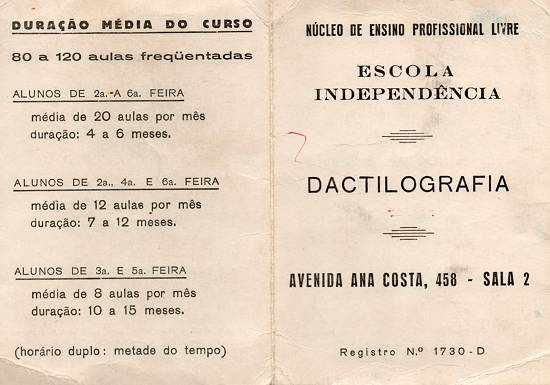 DURAÇÃO MÉDIA DO CURSO
80 a 120 aulas freqüentadas
ALUNOS DE 2a. A 6a. FEIRA
média de 20 aulas por mês
duração: 4 a 6 meses.
ALUNOS DE 2a., 4a. E 6a. FEIRA
média de 12 aulas por mês
duração: 7 a 12 meses.
ALUNOS DE 3a. E 5a. FEIRA
média de 8 aulas por mês
duração: 10 a 15 meses.
(horário duplo: metade do tempo)
NÚCLEO DE ENSINO PROFISSIONAL LIVRE
ESCOLA
INDEPENDÊNCIA
DACTILOGRAFIA
AVENIDA ANA COSTA, 458 - SALA 2
Registro N.º 1730-D